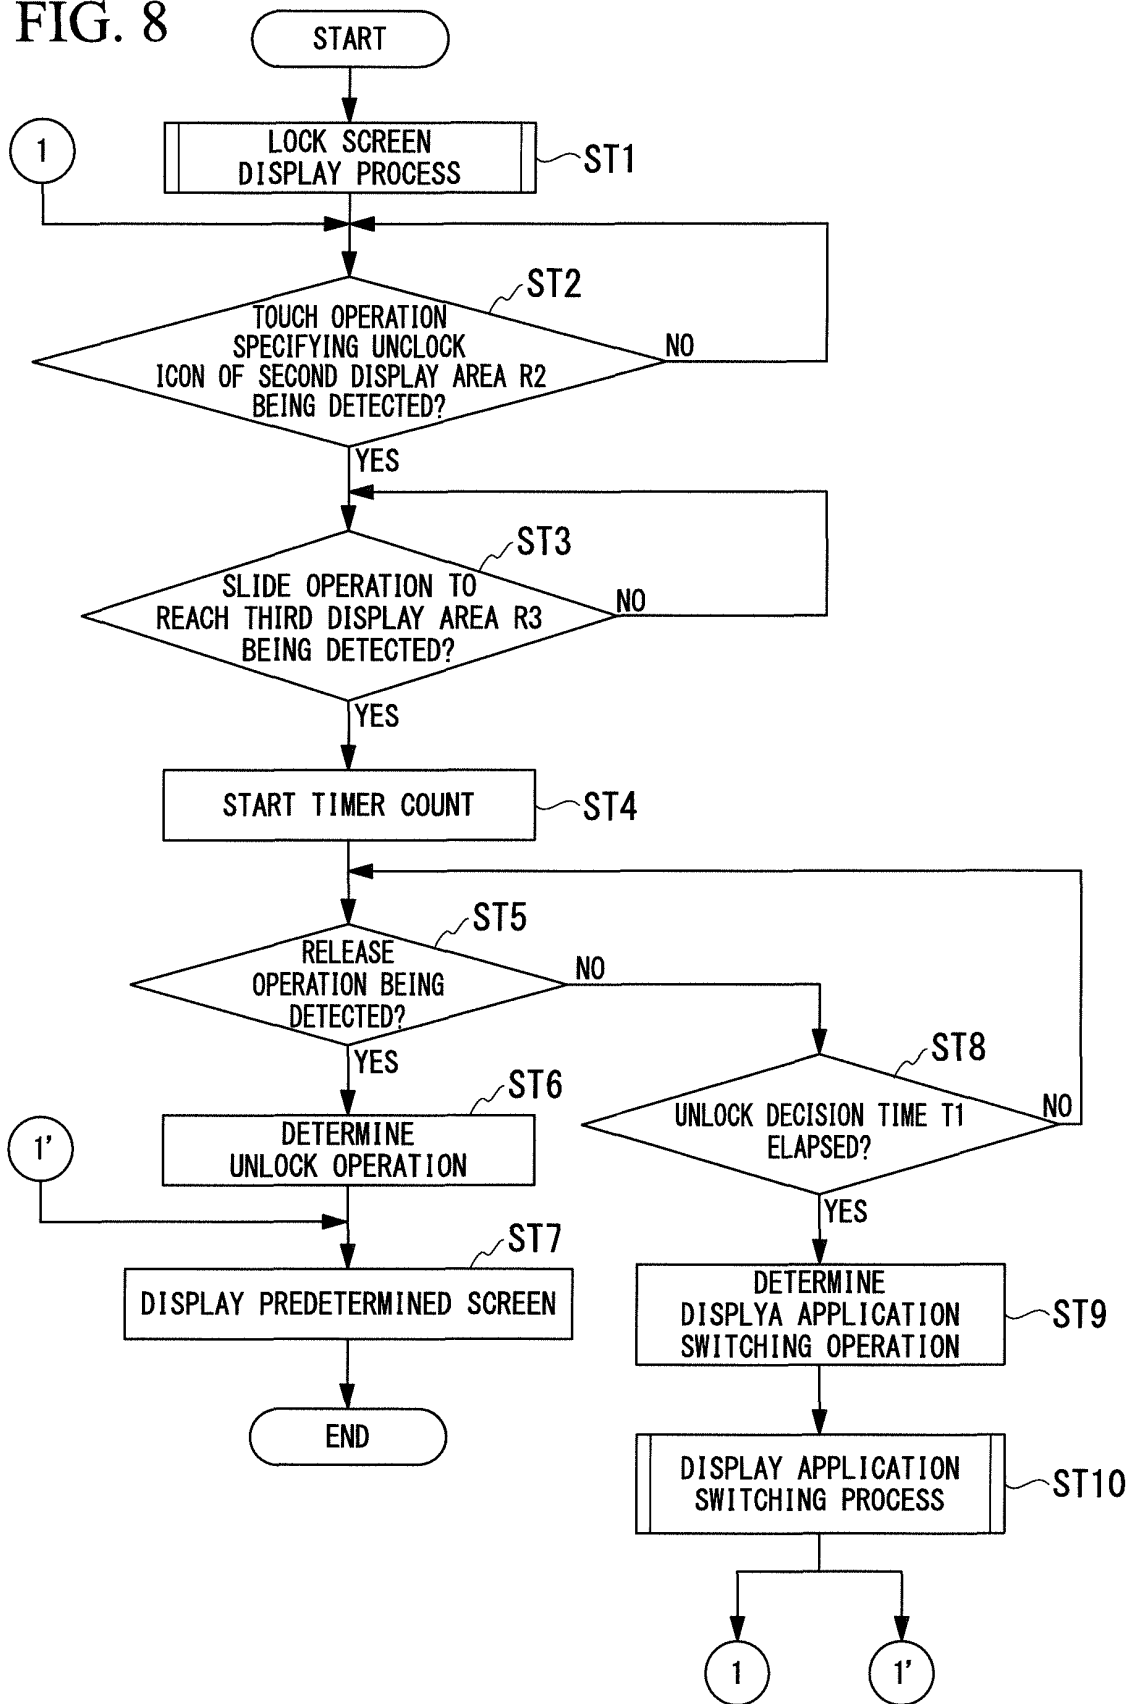 FIG. 8
START
1
LOCK SCREEN
DISPLAY PROCESS
ST1
ST2
TOUCH OPERATION
SPECIFYING UNCLOCK
ICON OF SECOND DISPLAY AREA R2
BEING DETECTED?
NO
YES
ST3
SLIDE OPERATION TO
REACH THIRD DISPLAY AREA R3
BEING DETECTED?
NO
YES
START TIMER COUNT
ST4
ST5
RELEASE
OPERATION BEING
DETECTED?
NO
YES
ST8
UNLOCK DECISION TIME T1
ELAPSED?
NO
YES
ST6
DETERMINE
UNLOCK OPERATION
1'
ST7
DISPLAY PREDETERMINED SCREEN
END
DETERMINE
DISPLYA APPLICATION
SWITCHING OPERATION
ST9
DISPLAY APPLICATION
SWITCHING PROCESS
ST10
1
1'